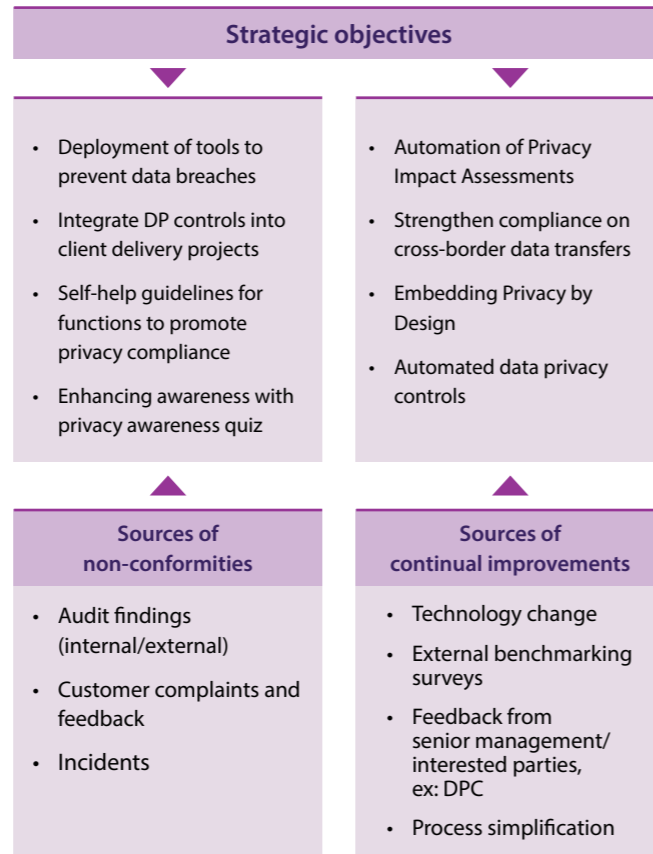 Strategic objectives
• Deployment of tools to
prevent data breaches
• Integrate DP controls into
client delivery projects
• Self-help guidelines for
functions to promote
privacy compliance
• Enhancing awareness with
privacy awareness quiz
• Automation of Privacy
Impact Assessments
• Strengthen compliance on
cross-border data transfers
• Embedding Privacy by
Design
• Automated data privacy
controls
Sources of
non-conformities
• Audit findings
(internal/external)
• Customer complaints and
feedback
• Incidents
Sources of
continual improvements
• Technology change
• External benchmarking
surveys
• Feedback from
senior management/
interested parties,
ex: DPC
• Process simplification